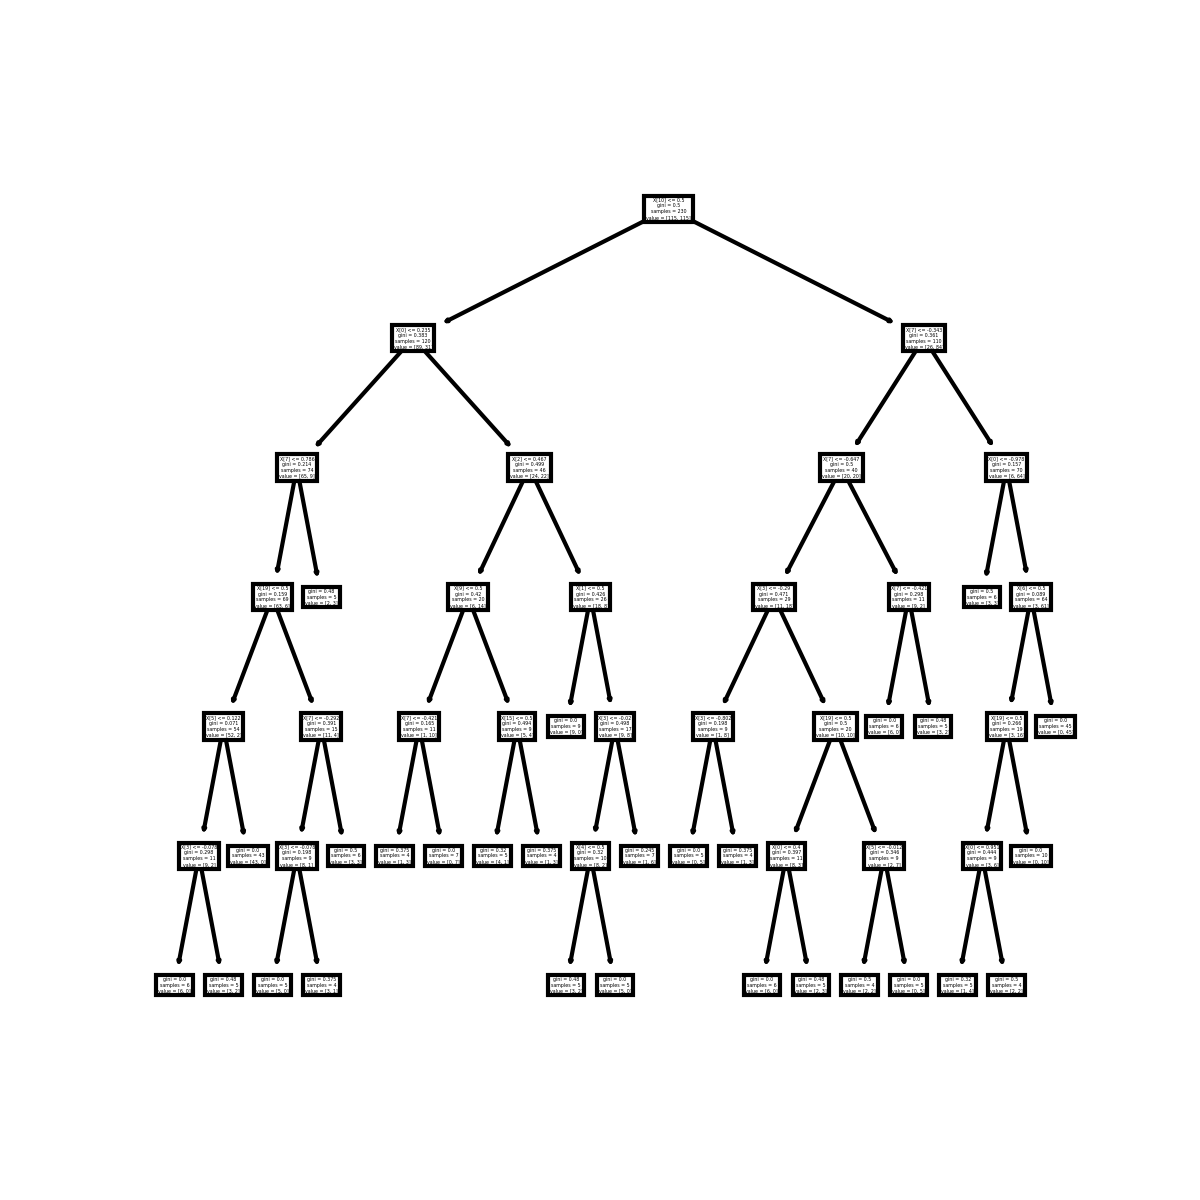 X[10] <= 0.5
gini = 0.5
samples = 230
value = [115, 115]
X[0] <= 0.235
gini = 0.383
samples = 120
value = [89, 31]
X[7] <= -0.343
gini = 0.361
samples = 110
value = [26, 84]
X[7] <= 0.786
gini = 0.214
samples = 74
value = [65, 9]
X[2] <= 0.467
gini = 0.499
samples = 46
value = [24, 22]
X[7] <= -0.647
gini = 0.5
samples = 40
value = [20, 20]
X[0] <= -0.978
gini = 0.157
samples = 70
value = [6, 64]
X[19] <= 0.5
gini = 0.159
samples = 69
value = [63, 6]
gini = 0.48
samples = 5
value = [2, 3]
X[9] <= 0.5
gini = 0.42
samples = 20
value = [6, 14]
X[1] <= 0.5
gini = 0.426
samples = 26
value = [18, 8]
X[3] <= -0.29
gini = 0.471
samples = 29
value = [11, 18]
X[7] <= -0.421
gini = 0.298
samples = 11
value = [9, 2]
gini = 0.5
samples = 6
value = [3, 3]
X[6] <= 0.5
gini = 0.089
samples = 64
value = [3, 61]
X[5] <= 0.122
gini = 0.071
samples = 54
value = [52, 2]
X[7] <= -0.292
gini = 0.391
samples = 15
value = [11, 4]
X[7] <= -0.421
gini = 0.165
samples = 11
value = [1, 10]
X[15] <= 0.5
gini = 0.494
samples = 9
value = [5, 4]
gini = 0.0
samples = 9
value = [9, 0]
X[3] <= -0.02
gini = 0.498
samples = 17
value = [9, 8]
X[3] <= -0.802
gini = 0.198
samples = 9
value = [1, 8]
X[19] <= 0.5
gini = 0.5
samples = 20
value = [10, 10]
gini = 0.0
samples = 6
value = [6, 0]
gini = 0.48
samples = 5
value = [3, 2]
X[19] <= 0.5
gini = 0.266
samples = 19
value = [3, 16]
gini = 0.0
samples = 45
value = [0, 45]
gini = 0.298
samples = 11
value = [9, 2]
gini = 0.0
samples = 43
value = [43, 0]
gini = 0.198
samples = 9
value = [8, 1]
gini = 0.5
samples = 6
value = [3, 3]
gini = 0.375
samples = 4
value = [1, 3]
gini = 0.0
samples = 7
value = [0, 7]
gini = 0.32
samples = 5
value = [4, 1]
gini = 0.375
samples = 4
value = [1, 3]
X[4] <= 0.5
gini = 0.32
samples = 10
value = [8, 2]
gini = 0.245
samples = 7
value = [1, 6]
gini = 0.0
samples = 5
value = [0, 5]
gini = 0.375
samples = 4
value = [1, 3]
X[0] <= 0.4
gini = 0.397
samples = 11
value = [8, 3]
X[5] <= -0.012
gini = 0.346
samples = 9
value = [2, 7]
gini = 0.444
samples = 9
value = [3, 6]
gini = 0.0
samples = 10
value = [0, 10]
gini = 0.0
samples = 6
value = [6, 0]
gini = 0.48
samples = 5
value = [3, 2]
gini = 0.0
samples = 5
value = [5, 0]
gini = 0.375
samples = 4
value = [3, 1]
gini = 0.48
samples = 5
value = [3, 2]
gini = 0.0
samples = 5
value = [5, 0]
gini = 0.0
samples = 6
value = [6, 0]
gini = 0.48
samples = 5
value = [2, 3]
gini = 0.5
samples = 4
value = [2, 2]
gini = 0.0
samples = 5
value = [0, 5]
gini = 0.32
samples = 5
value = [1, 4]
gini = 0.5
samples = 4
value = [2, 2]